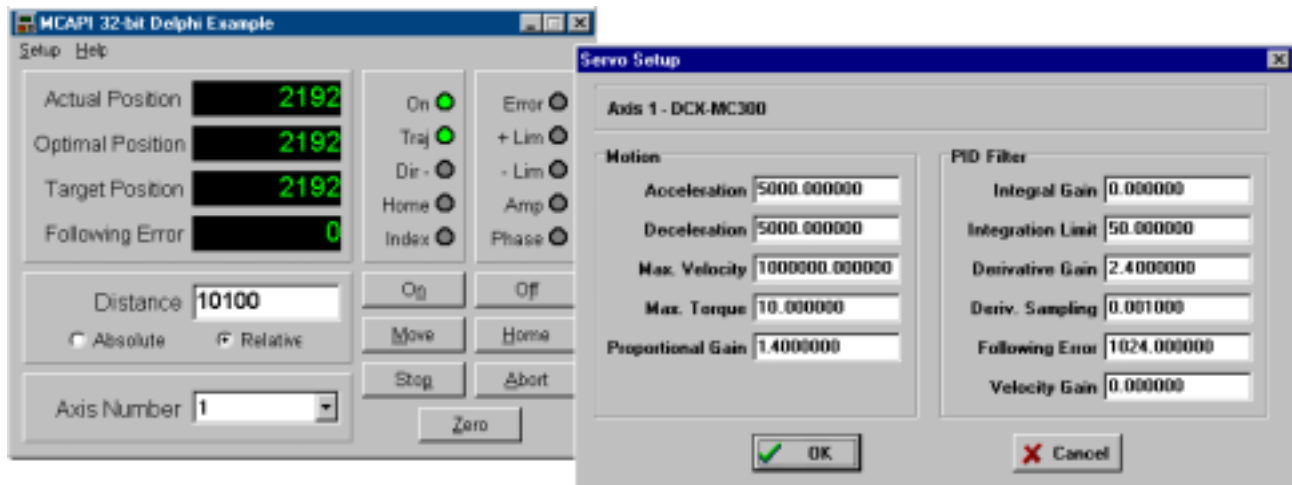 MCAPI 32-bit Delphi Example
Setup Help
Actual Position 2192
Optimal Position 2192
Target Position 2192
Following Error 0
On Error
Traj + Lim
Dir - - Lim
Home Amp
Index Phase
Distance 10100
Absolute Relative
Axis Number 1
On Off
Move Home
Stop Abort
Zero
Servo Setup
Axis 1 - DCX-MC300
Motion
Acceleration 5000.000000
Deceleration 5000.000000
Max. Velocity 1000000.000000
Max. Torque 10.000000
Proportional Gain 1.4000000
PID Filter
Integral Gain 0.000000
Integration Limit 50.000000
Derivative Gain 2.4000000
Deriv. Sampling 0.001000
Following Error 1024.000000
Velocity Gain 0.000000
OK Cancel